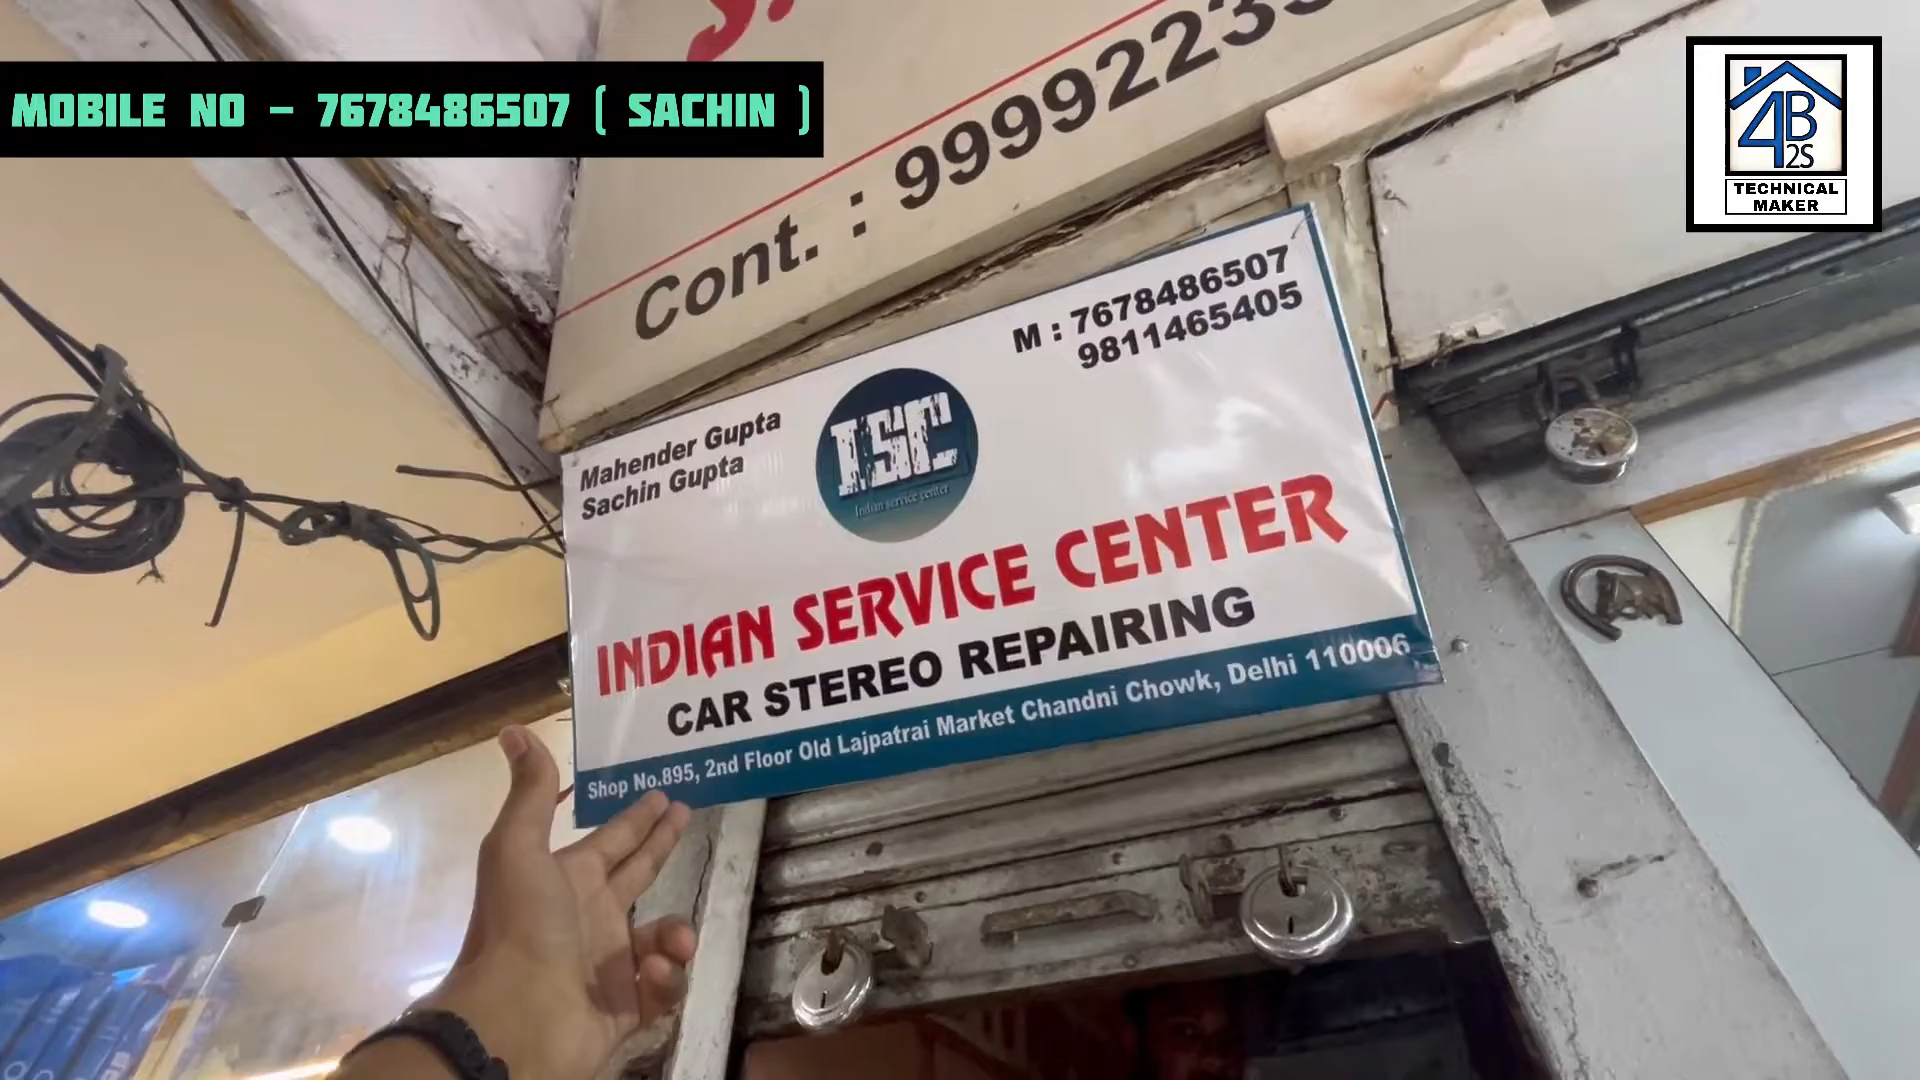 MOBILE NO - 7678486507 ( SACHIN )
4B
2S
TECHNICAL
MAKER
Cont. : 9999223
M : 7678486507
9811465405
Mahender Gupta
Sachin Gupta
ISC
Indian service center
INDIAN SERVICE CENTER
CAR STEREO REPAIRING
Shop No.895, 2nd Floor Old Lajpatrai Market Chandni Chowk, Delhi 110006